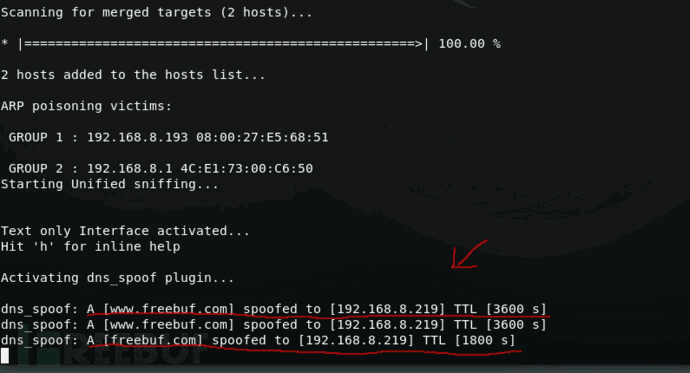 Scanning for merged targets (2 hosts)...
* |==================================================>| 100.00 %
2 hosts added to the hosts list...
ARP poisoning victims:
GROUP 1 : 192.168.8.193 08:00:27:E5:68:51
GROUP 2 : 192.168.8.1 4C:E1:73:00:C6:50
Starting Unified sniffing...
Text only Interface activated...
Hit 'h' for inline help
Activating dns_spoof plugin...
dns_spoof: A [www.freebuf.com] spoofed to [192.168.8.219] TTL [3600 s]
dns_spoof: A [www.freebuf.com] spoofed to [192.168.8.219] TTL [3600 s]
dns_spoof: A [freebuf.com] spoofed to [192.168.8.219] TTL [1800 s]
FREEBUF